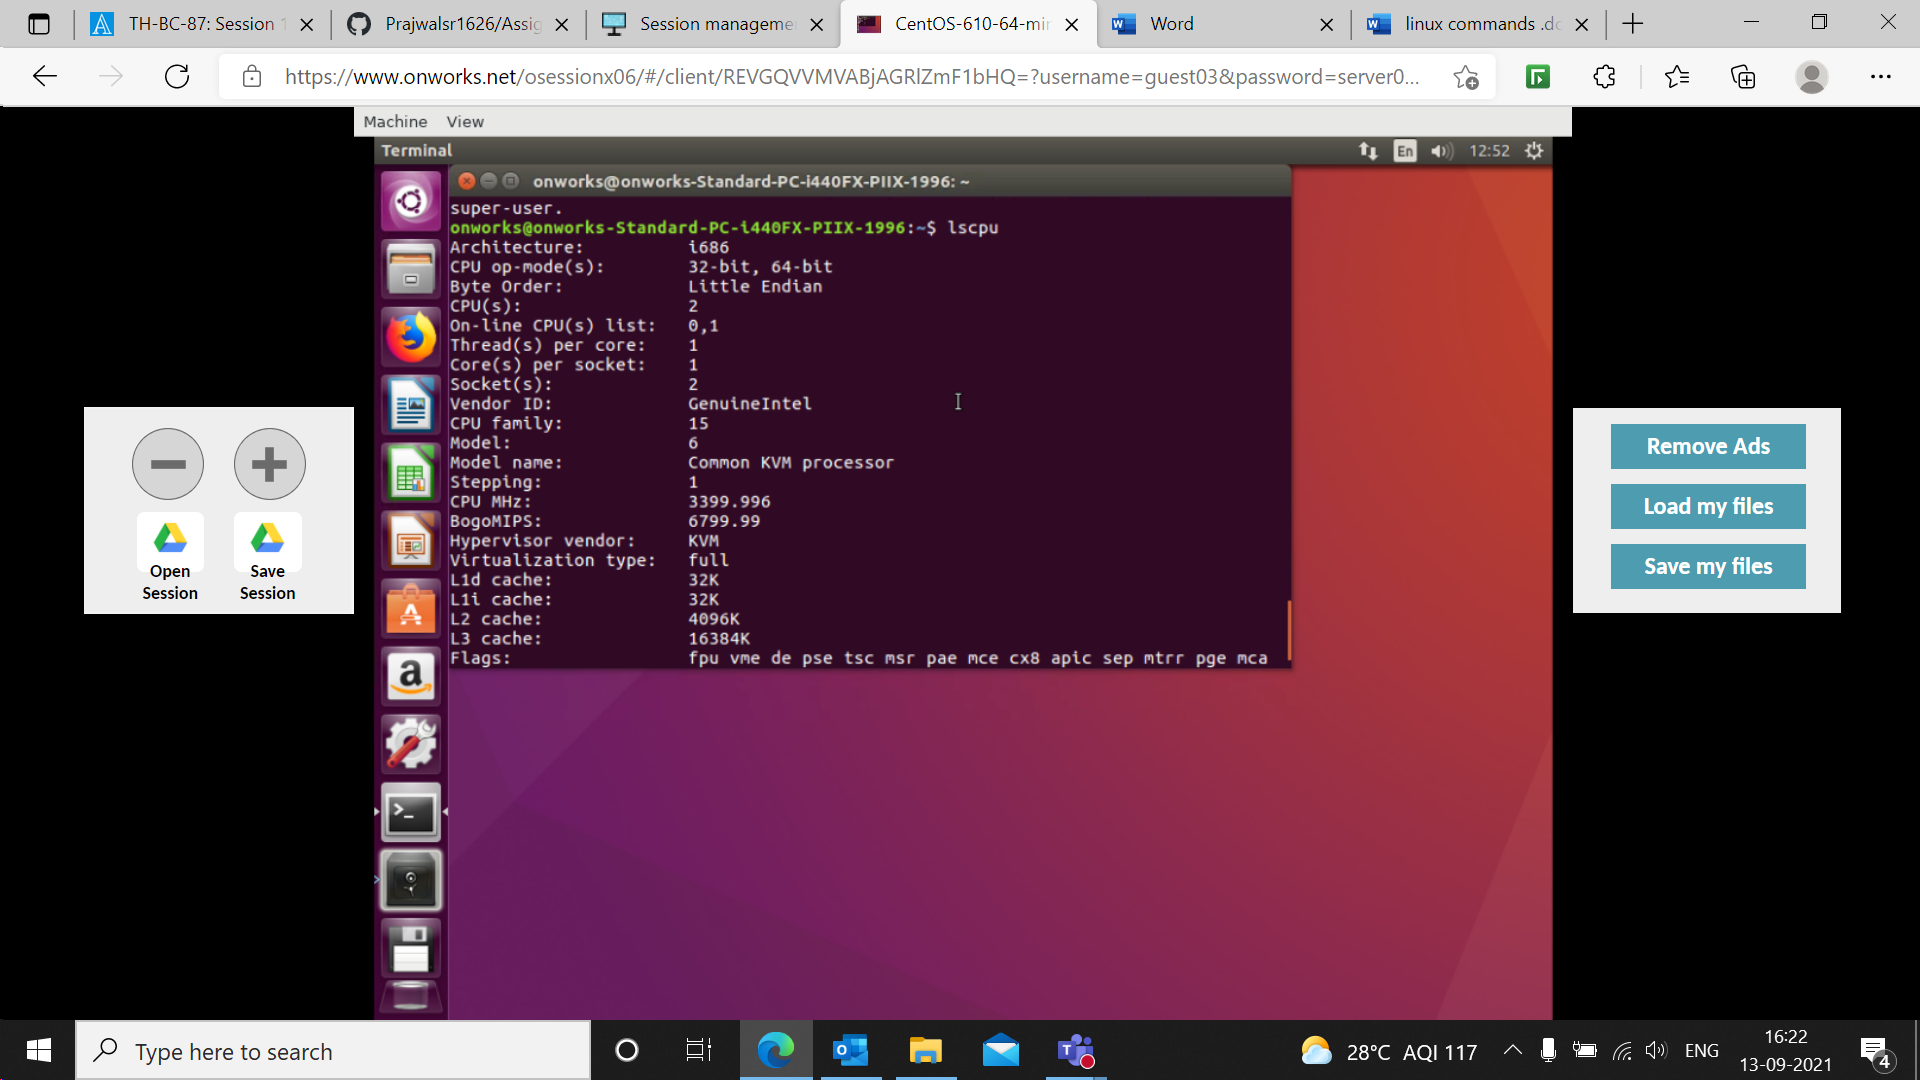 TH-BC-87: Session 1
Prajwalsr1626/Assig
Session manageme
CentOS-610-64-mir
Word
linux commands .do
https://www.onworks.net/osessionx06/#/client/REVGQVVMVABjAGRlZmF1bHQ=?username=guest03&password=server0...
Machine View
Terminal
En
12:52
onworks@onworks-Standard-PC-i440FX-PIIX-1996: ~
super-user.
onworks@onworks-Standard-PC-i440FX-PIIX-1996:~$ lscpu
Architecture: i686
CPU op-mode(s): 32-bit, 64-bit
Byte Order: Little Endian
CPU(s): 2
On-line CPU(s) list: 0,1
Thread(s) per core: 1
Core(s) per socket: 1
Socket(s): 2
Vendor ID: GenuineIntel
CPU family: 15
Model: 6
Model name: Common KVM processor
Stepping: 1
CPU MHz: 3399.996
BogoMIPS: 6799.99
Hypervisor vendor: KVM
Virtualization type: full
L1d cache: 32K
L1i cache: 32K
L2 cache: 4096K
L3 cache: 16384K
Flags: fpu vme de pse tsc msr pae mce cx8 apic sep mtrr pge mca
Open Session
Save Session
Remove Ads
Load my files
Save my files
Type here to search
28°C AQI 117
ENG
16:22
13-09-2021
4